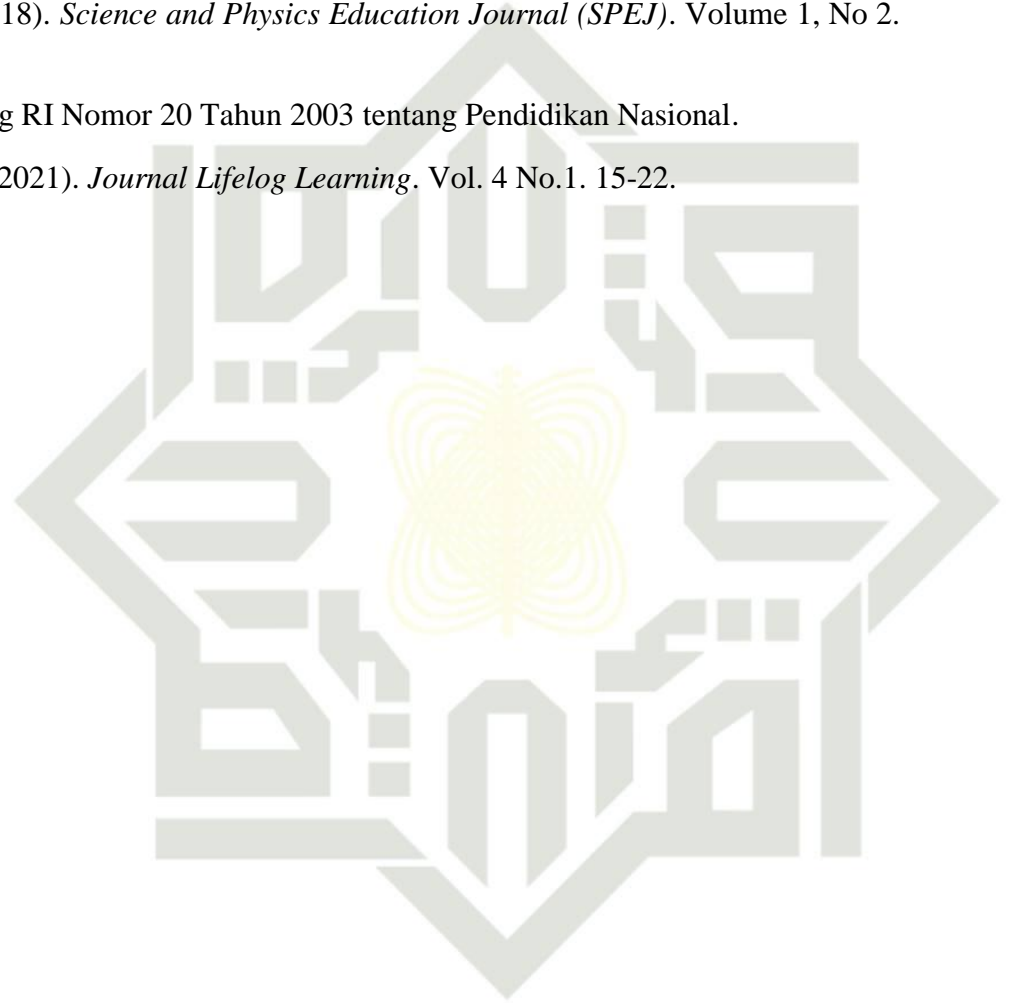 18). Science and Physics Education Journal (SPEJ). Volume 1, No 2.
g RI Nomor 20 Tahun 2003 tentang Pendidikan Nasional.
2021). Journal Lifelog Learning. Vol. 4 No.1. 15-22.